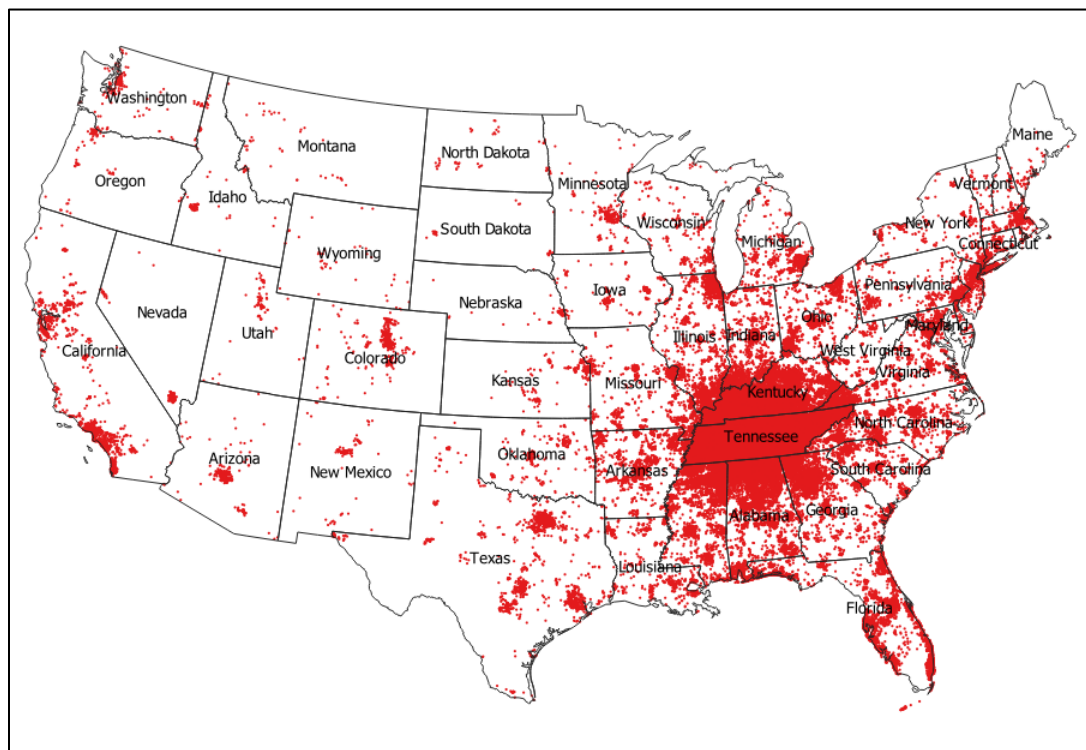 Washington
Montana
North Dakota
Maine
Oregon
Idaho
Minnesota
Vermont
South Dakota
Wisconsin
New York
Wyoming
Michigan
Connecticut
Nebraska
Iowa
Pennsylvania
Nevada
Utah
Illinois
Indiana
Ohio
Maryland
California
Colorado
West Virginia
Kansas
Missouri
Virginia
Kentucky
North Carolina
Tennessee
Arizona
New Mexico
Oklahoma
Arkansas
South Carolina
Alabama
Georgia
Texas
Louisiana
Florida